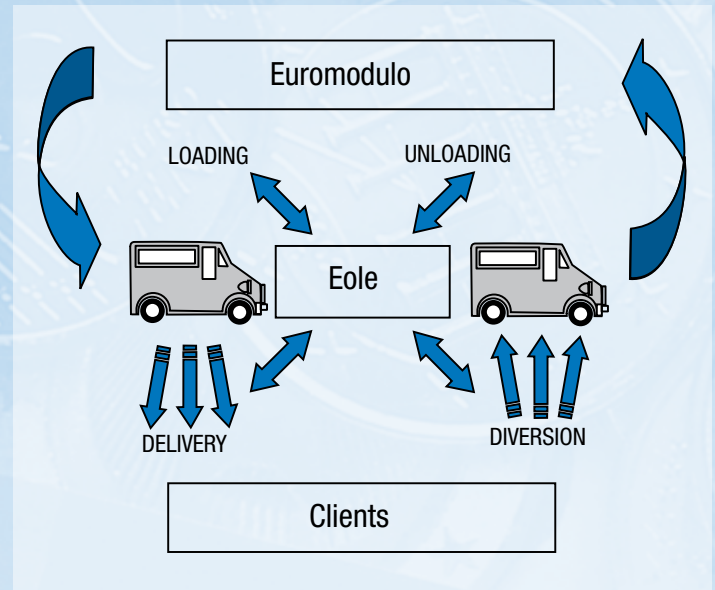 Euromodulo
LOADING
UNLOADING
Eole
DELIVERY
DIVERSION
Clients